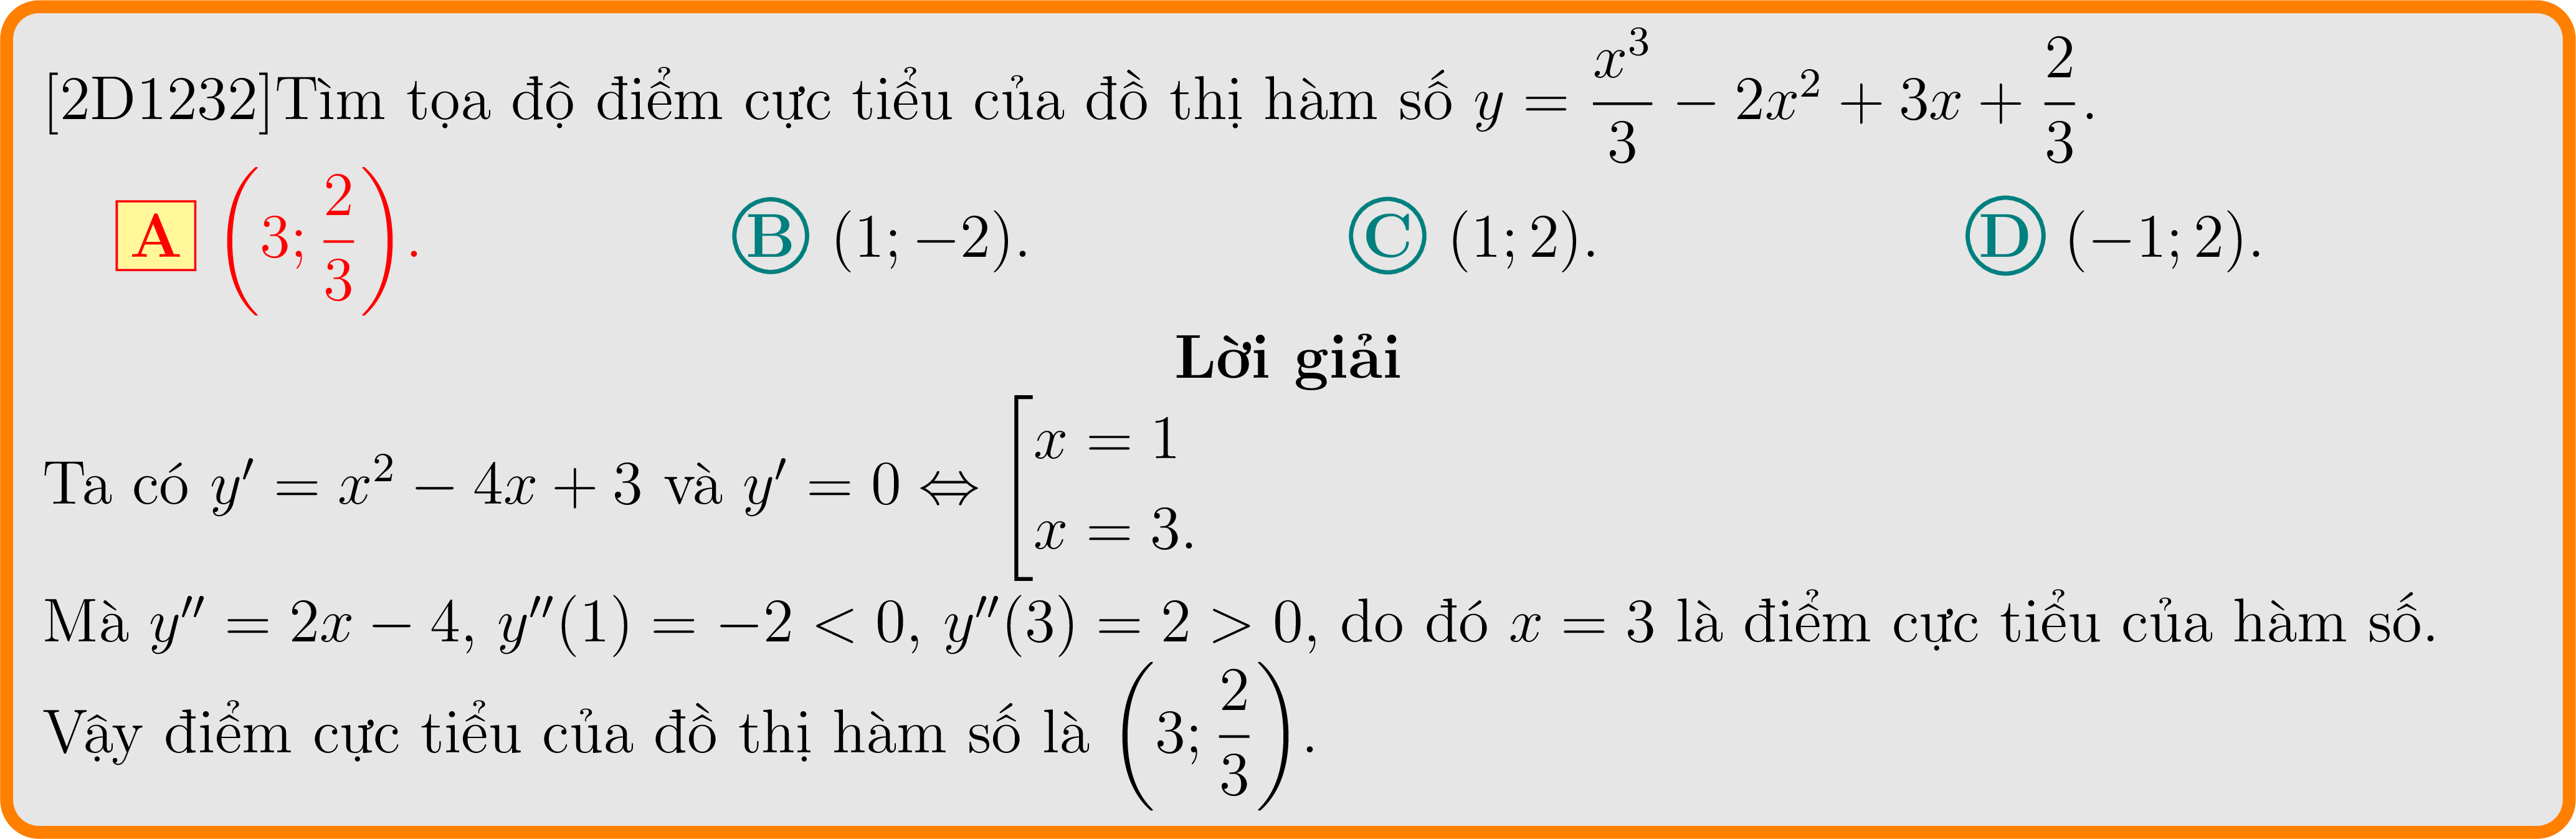 [2D1232]Tìm tọa độ điểm cực tiểu của đồ thị hàm số $y = \dfrac{x^3}{3} - 2x^2 + 3x + \dfrac{2}{3}$.
A $\left(3; \dfrac{2}{3}\right)$. B $(1; -2)$. C $(1; 2)$. D $(-1; 2)$.
Lời giải
Ta có $y' = x^2 - 4x + 3$ và $y' = 0 \Leftrightarrow \left[\begin{array}{l} x = 1 \\ x = 3. \end{array}\right.$
Mà $y'' = 2x - 4$, $y''(1) = -2 < 0$, $y''(3) = 2 > 0$, do đó $x = 3$ là điểm cực tiểu của hàm số.
Vậy điểm cực tiểu của đồ thị hàm số là $\left(3; \dfrac{2}{3}\right)$.